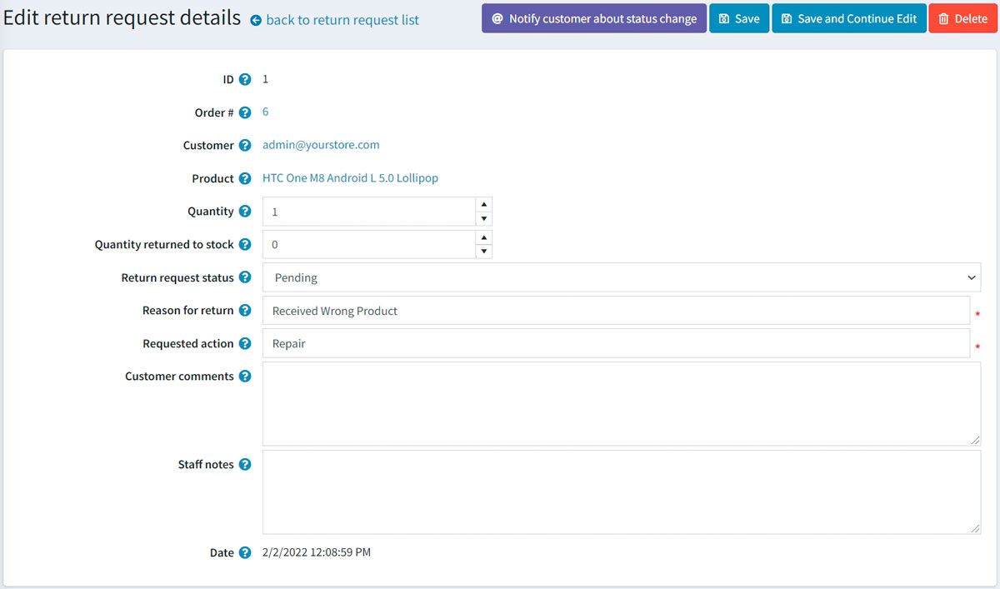 Edit return request details back to return request list @ Notify customer about status change Save Save and Continue Edit Delete
ID ? 1
Order # ? 6
Customer ? admin@yourstore.com
Product ? HTC One M8 Android L 5.0 Lollipop
Quantity ? 1
Quantity returned to stock ? 0
Return request status ? Pending
Reason for return ? Received Wrong Product *
Requested action ? Repair *
Customer comments ?
Staff notes ?
Date ? 2/2/2022 12:08:59 PM